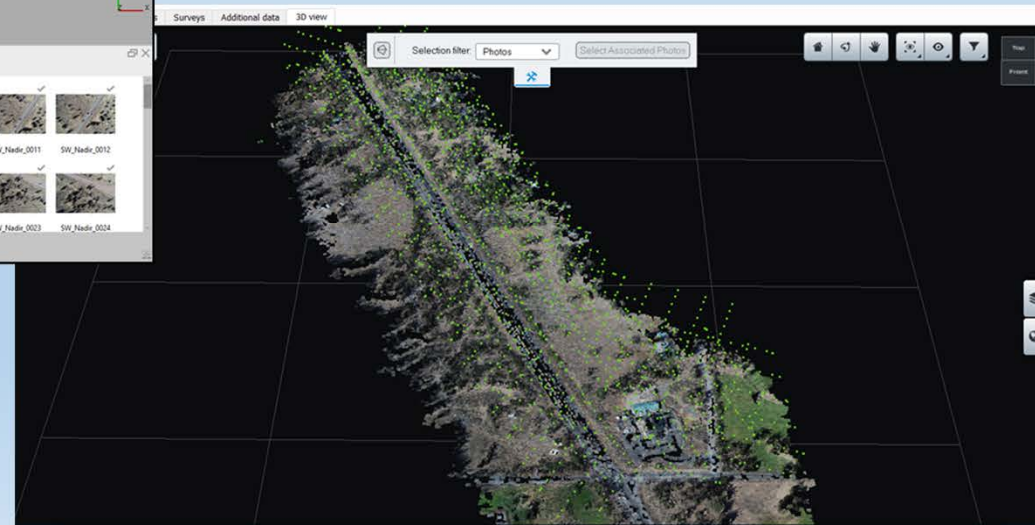 Surveys Additional data 3D view
Selection filter: Photos Select Associated Photos
Top
Front
SW_Nadir_0012
SW_Nadir_0024